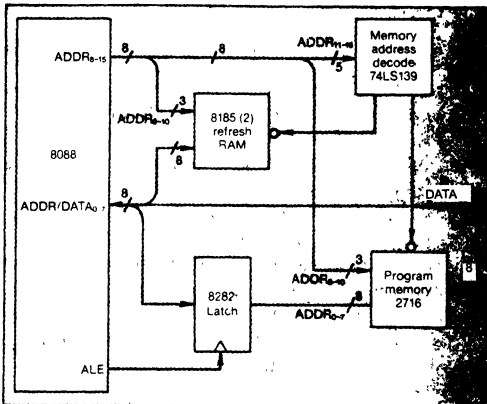 8
8
ADDR₁₁₋₁₅
5
Memory
address
decode
74LS139
ADDR₈₋₁₅
3
ADDR₈₋₁₀
8
8185 (2)
refresh
RAM
8088
ADDR/DATA₀₋₇
8
DATA
8
8282
Latch
3
ADDR₈₋₁₀
8
ADDR₀₋₇
Program
memory
2716
ALE